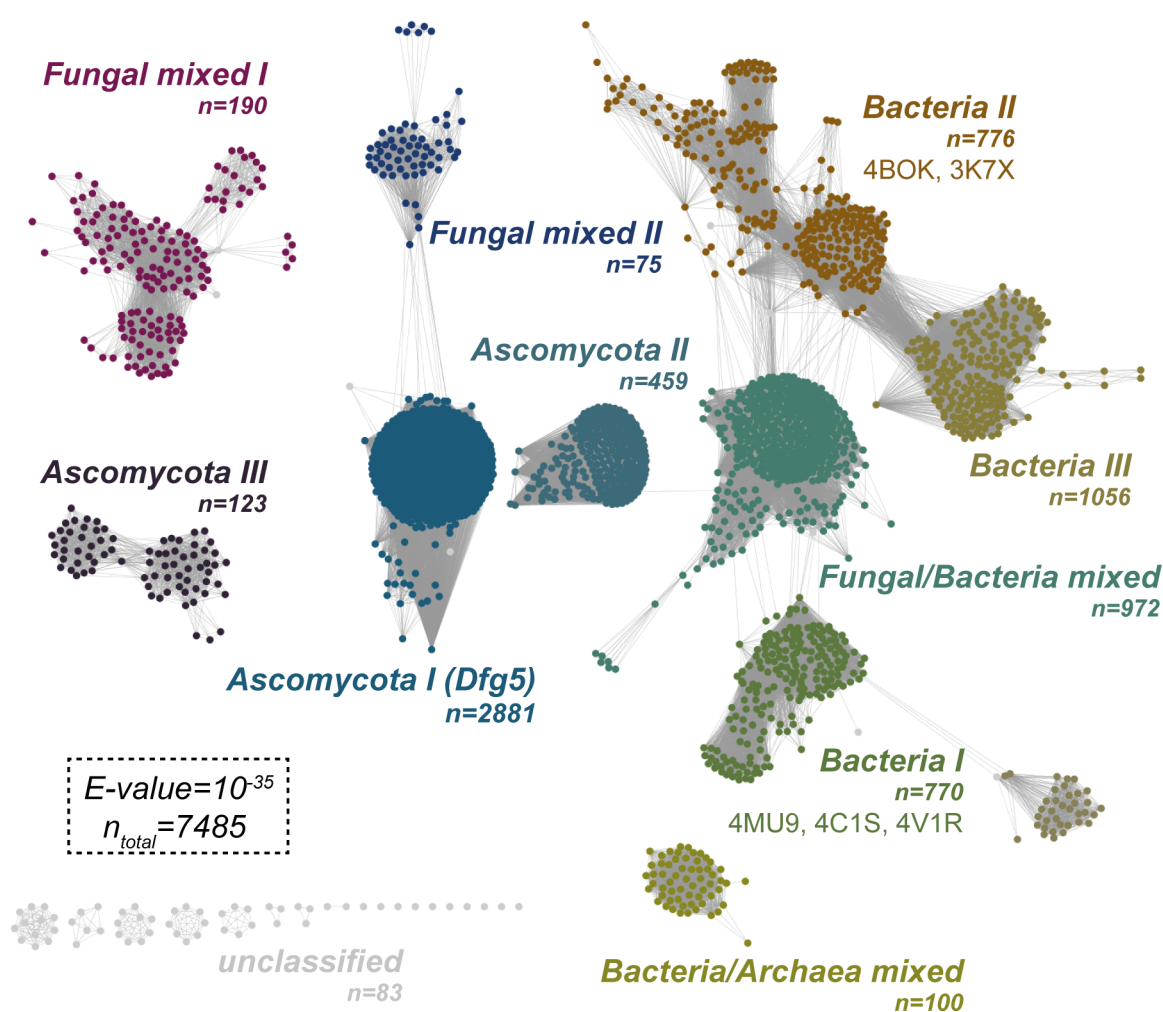 Fungal mixed I
n=190
Bacteria II
n=776
4BOK, 3K7X
Fungal mixed II
n=75
Ascomycota II
n=459
Ascomycota III
n=123
Bacteria III
n=1056
Fungal/Bacteria mixed
n=972
Ascomycota I (Dfg5)
n=2881
Bacteria I
n=770
4MU9, 4C1S, 4V1R
E-value=10-35
ntotal=7485
unclassified
n=83
Bacteria/Archaea mixed
n=100